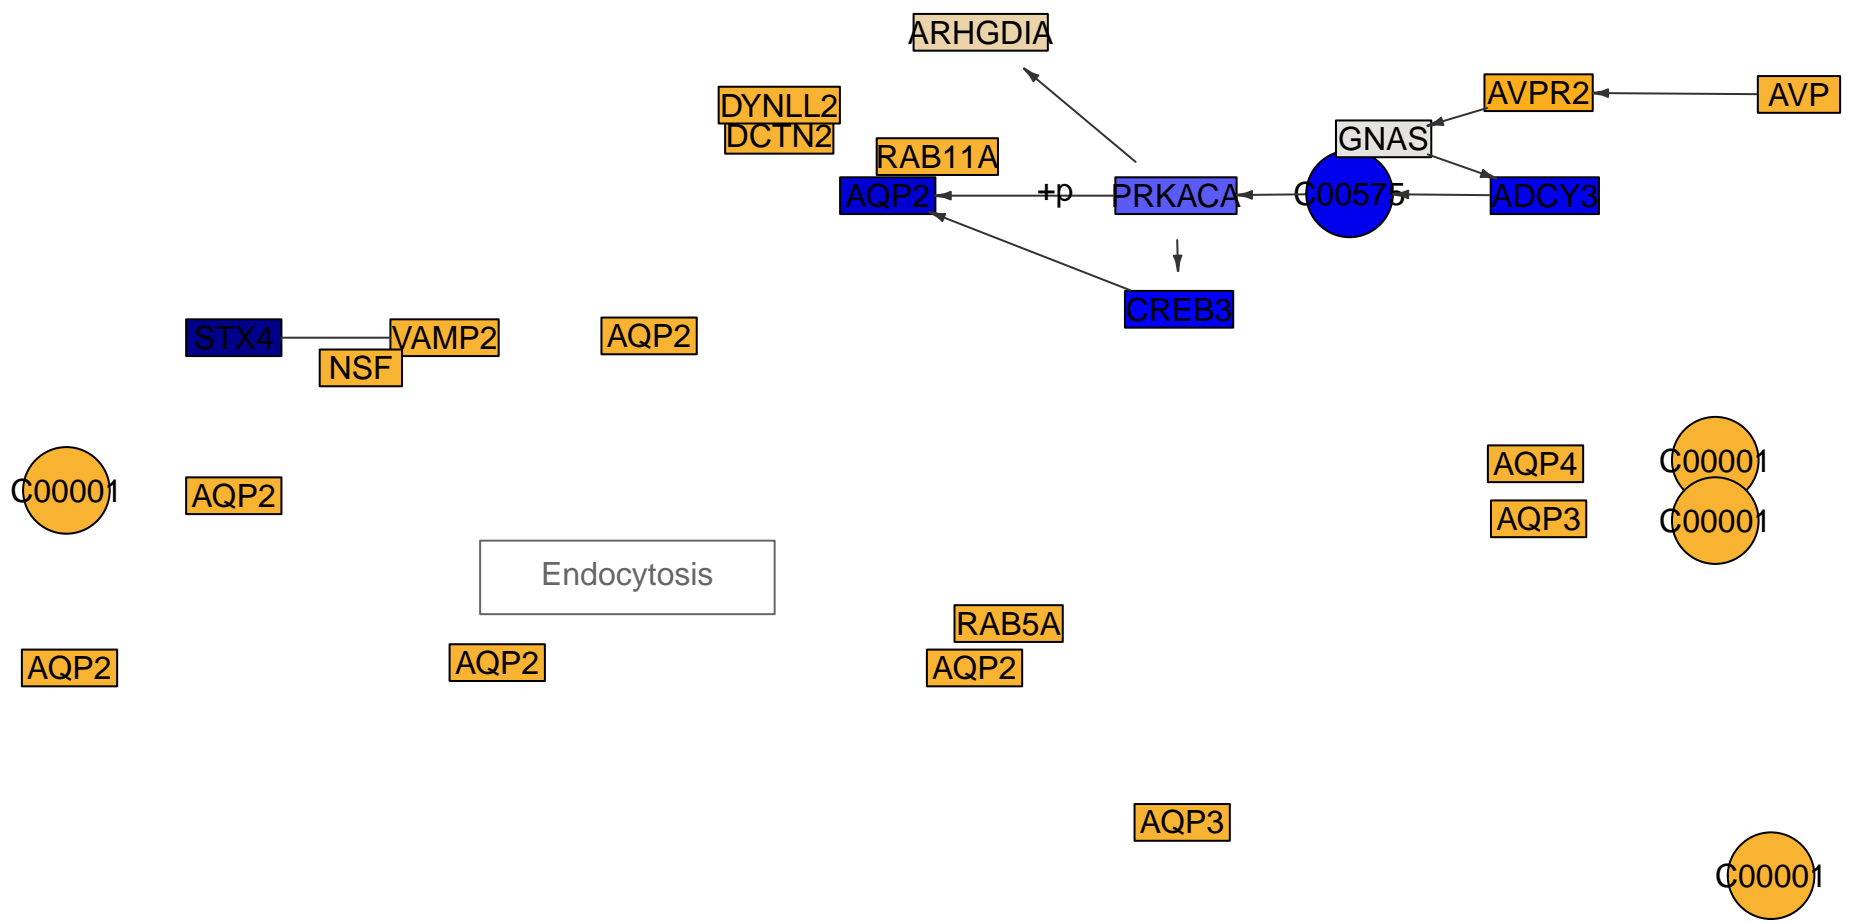 ARHGDIA
DYNLL2
AVPR2
AVP
DCTN2
GNAS
RAB11A
AQP2
+p
PRKACA
C00575
ADCY3
CREB3
STX4
VAMP2
AQP2
NSF
AQP4
C00001
C00001
AQP2
AQP3
C00001
Endocytosis
RAB5A
AQP2
AQP2
AQP2
AQP3
C00001